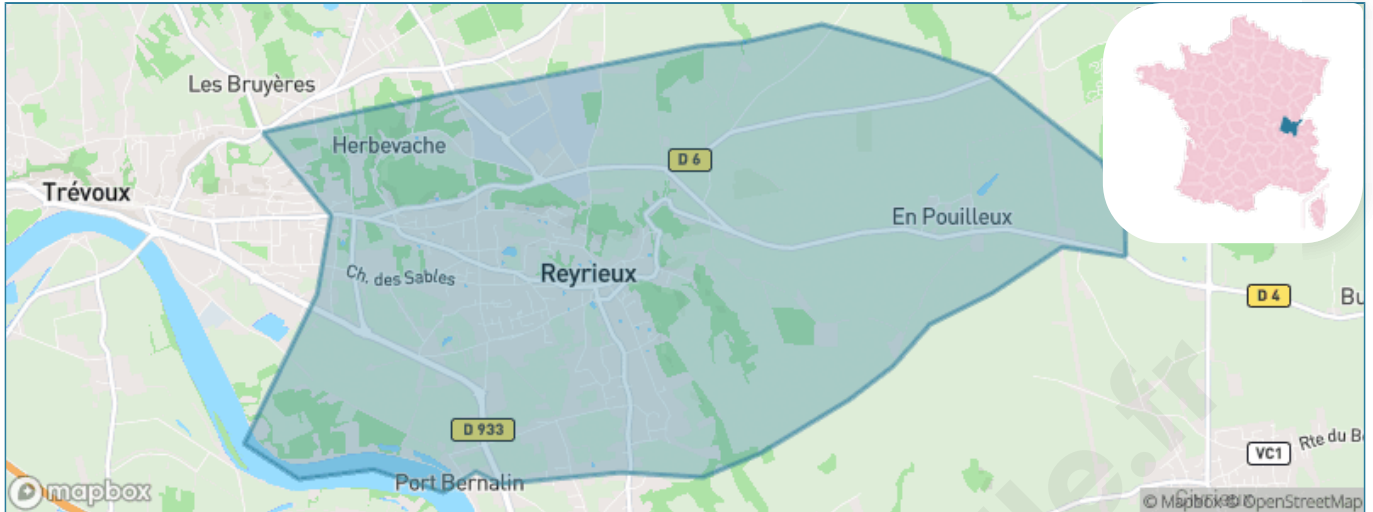 Les Bruyères
Herbevache
D 6
Trévoux
En Pouilleux
Ch. des Sables
Reyrieux
D 4
Bu
D 933
Rte du B
VC1
Port Bernalin
mapbox
© Mapbox © OpenStreetMap